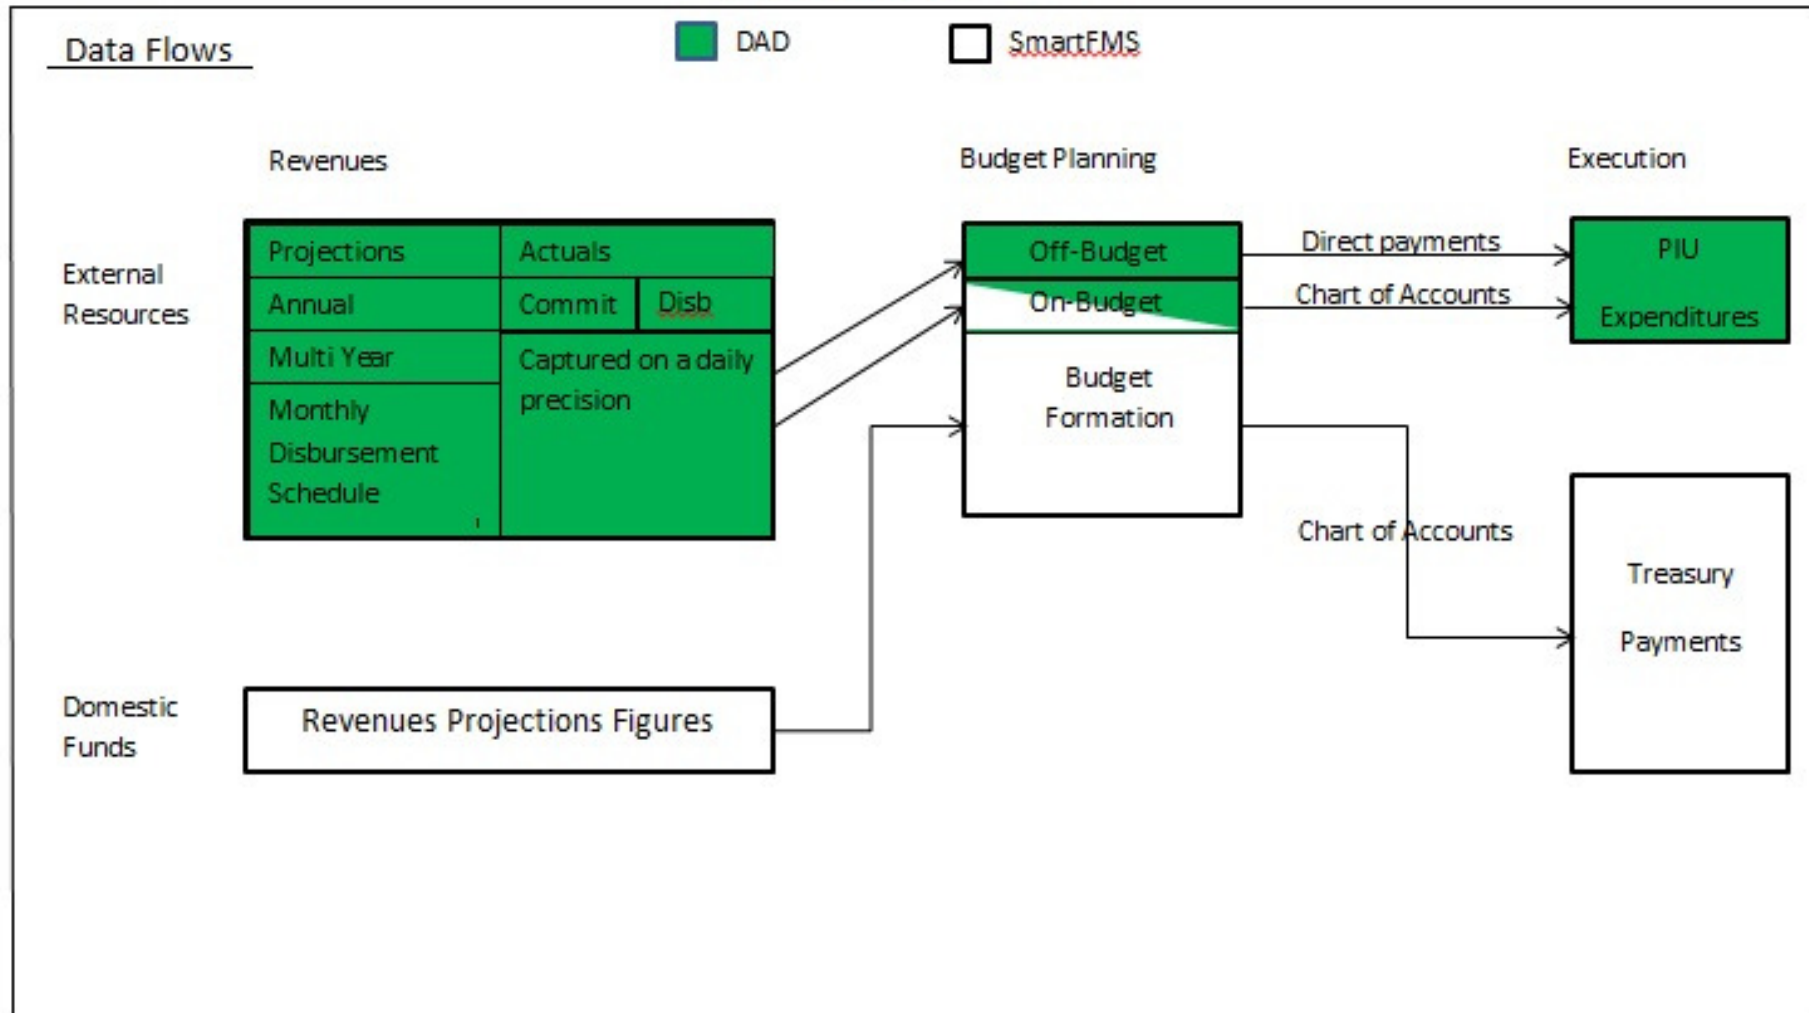 Data Flows
DAD
SmartFMS
Revenues
Budget Planning
Execution
External
Resources
Projections
Actuals
Annual
Commit
Disb
Multi Year
Captured on a daily
precision
Monthly
Disbursement
Schedule
Off-Budget
On-Budget
Budget
Formation
Direct payments
Chart of Accounts
PIU
Expenditures
Chart of Accounts
Treasury
Payments
Domestic
Funds
Revenues Projections Figures